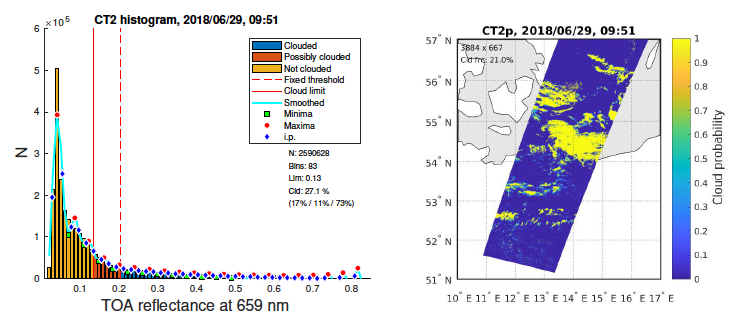 CT2 histogram, 2018/06/29, 09:51
×10⁵
6
5
4
3
2
1
0
N
0.1 0.2 0.3 0.4 0.5 0.6 0.7 0.8
TOA reflectance at 659 nm
Clouded
Possibly clouded
Not clouded
Fixed threshold
Cloud limit
Smoothed
Minima
Maxima
i.p.
N: 2590628
Bins: 83
Lim: 0.13
Cld: 27.1 %
(17% / 11% / 73%)
CT2p, 2018/06/29, 09:51
3884 x 667
Cld frc: 21.0%
57° N
56° N
55° N
54° N
53° N
52° N
51° N
10° E 11° E 12° E 13° E 14° E 15° E 16° E 17° E
1
0.9
0.8
0.7
0.6
0.5
0.4
0.3
0.2
0.1
0
Cloud probability